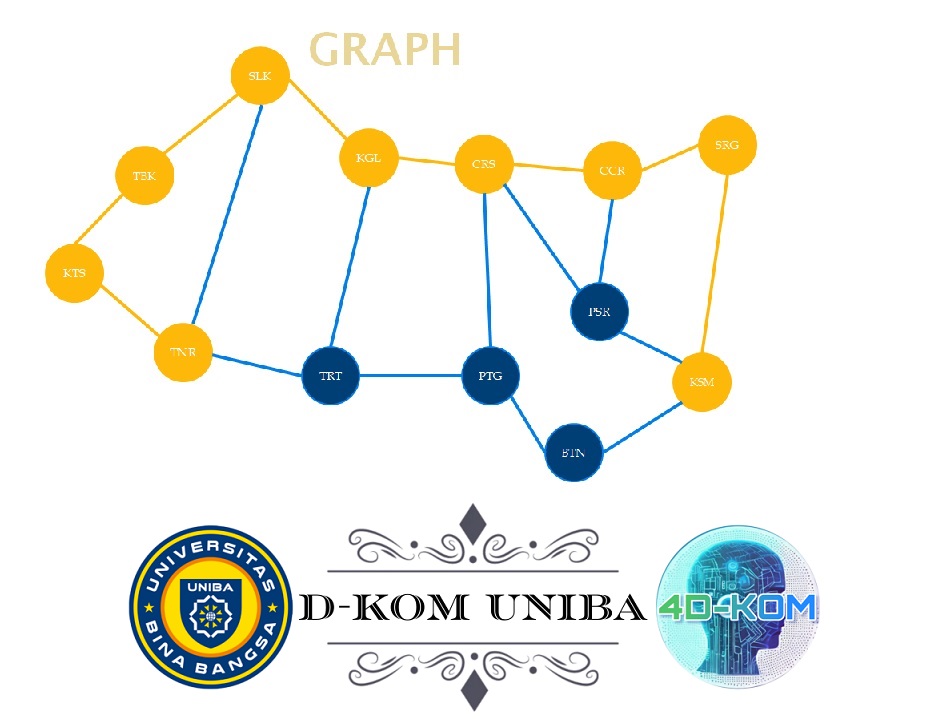 GRAPH
SLK
KGL
CRS
CCR
SRG
TBK
KTS
TNR
TRT
PTG
PSR
KSM
BTN
UNIVERSITAS
UNIBA
BINA BANGSA
D-KOM UNIBA
4D-KOM